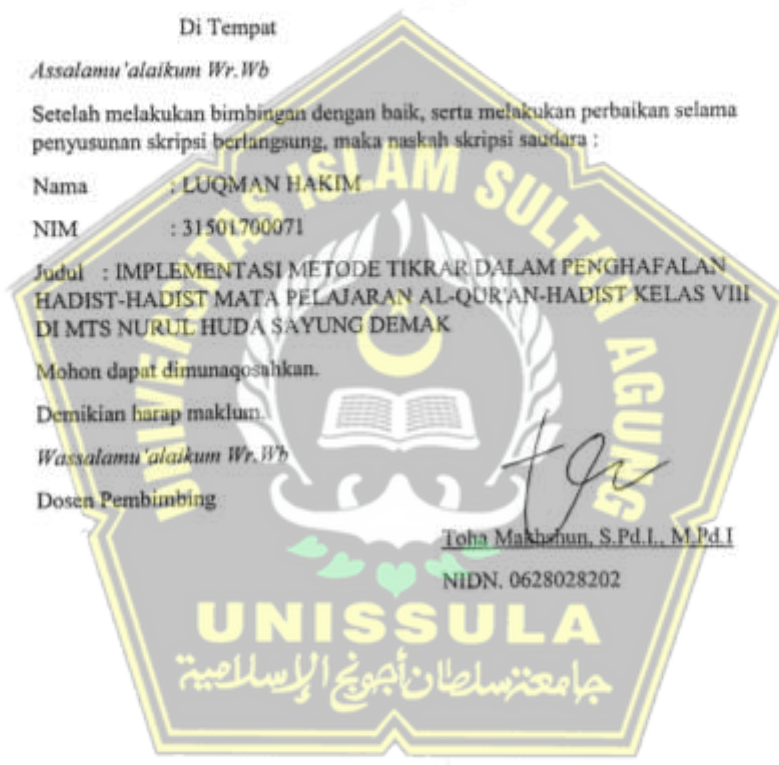 Di Tempat
Assalamu'alaikum Wr.Wb
Setelah melakukan bimbingan dengan baik, serta melakukan perbaikan selama
penyusunan skripsi berlangsung, maka naskah skripsi saudara :
Nama : LUQMAN HAKIM
NIM : 31501700071
Judul : IMPLEMENTASI METODE TIKRAR DALAM PENGHAFALAN
HADIST-HADIST MATA PELAJARAN AL-QUR'AN-HADIST KELAS VIII
DI MTS NURUL HUDA SAYUNG DEMAK
Mohon dapat dimunaqosahkan.
Demikian harap maklum.
Wassalamu'alaikum Wr.Wb
Dosen Pembimbing
Toha Makhshun, S.Pd.I., M.Pd.I
NIDN. 0628028202
UNIVERSITAS ISLAM SULTAN AGUNG
UNISSULA
جامعة سلطان أجونج الإسلامية